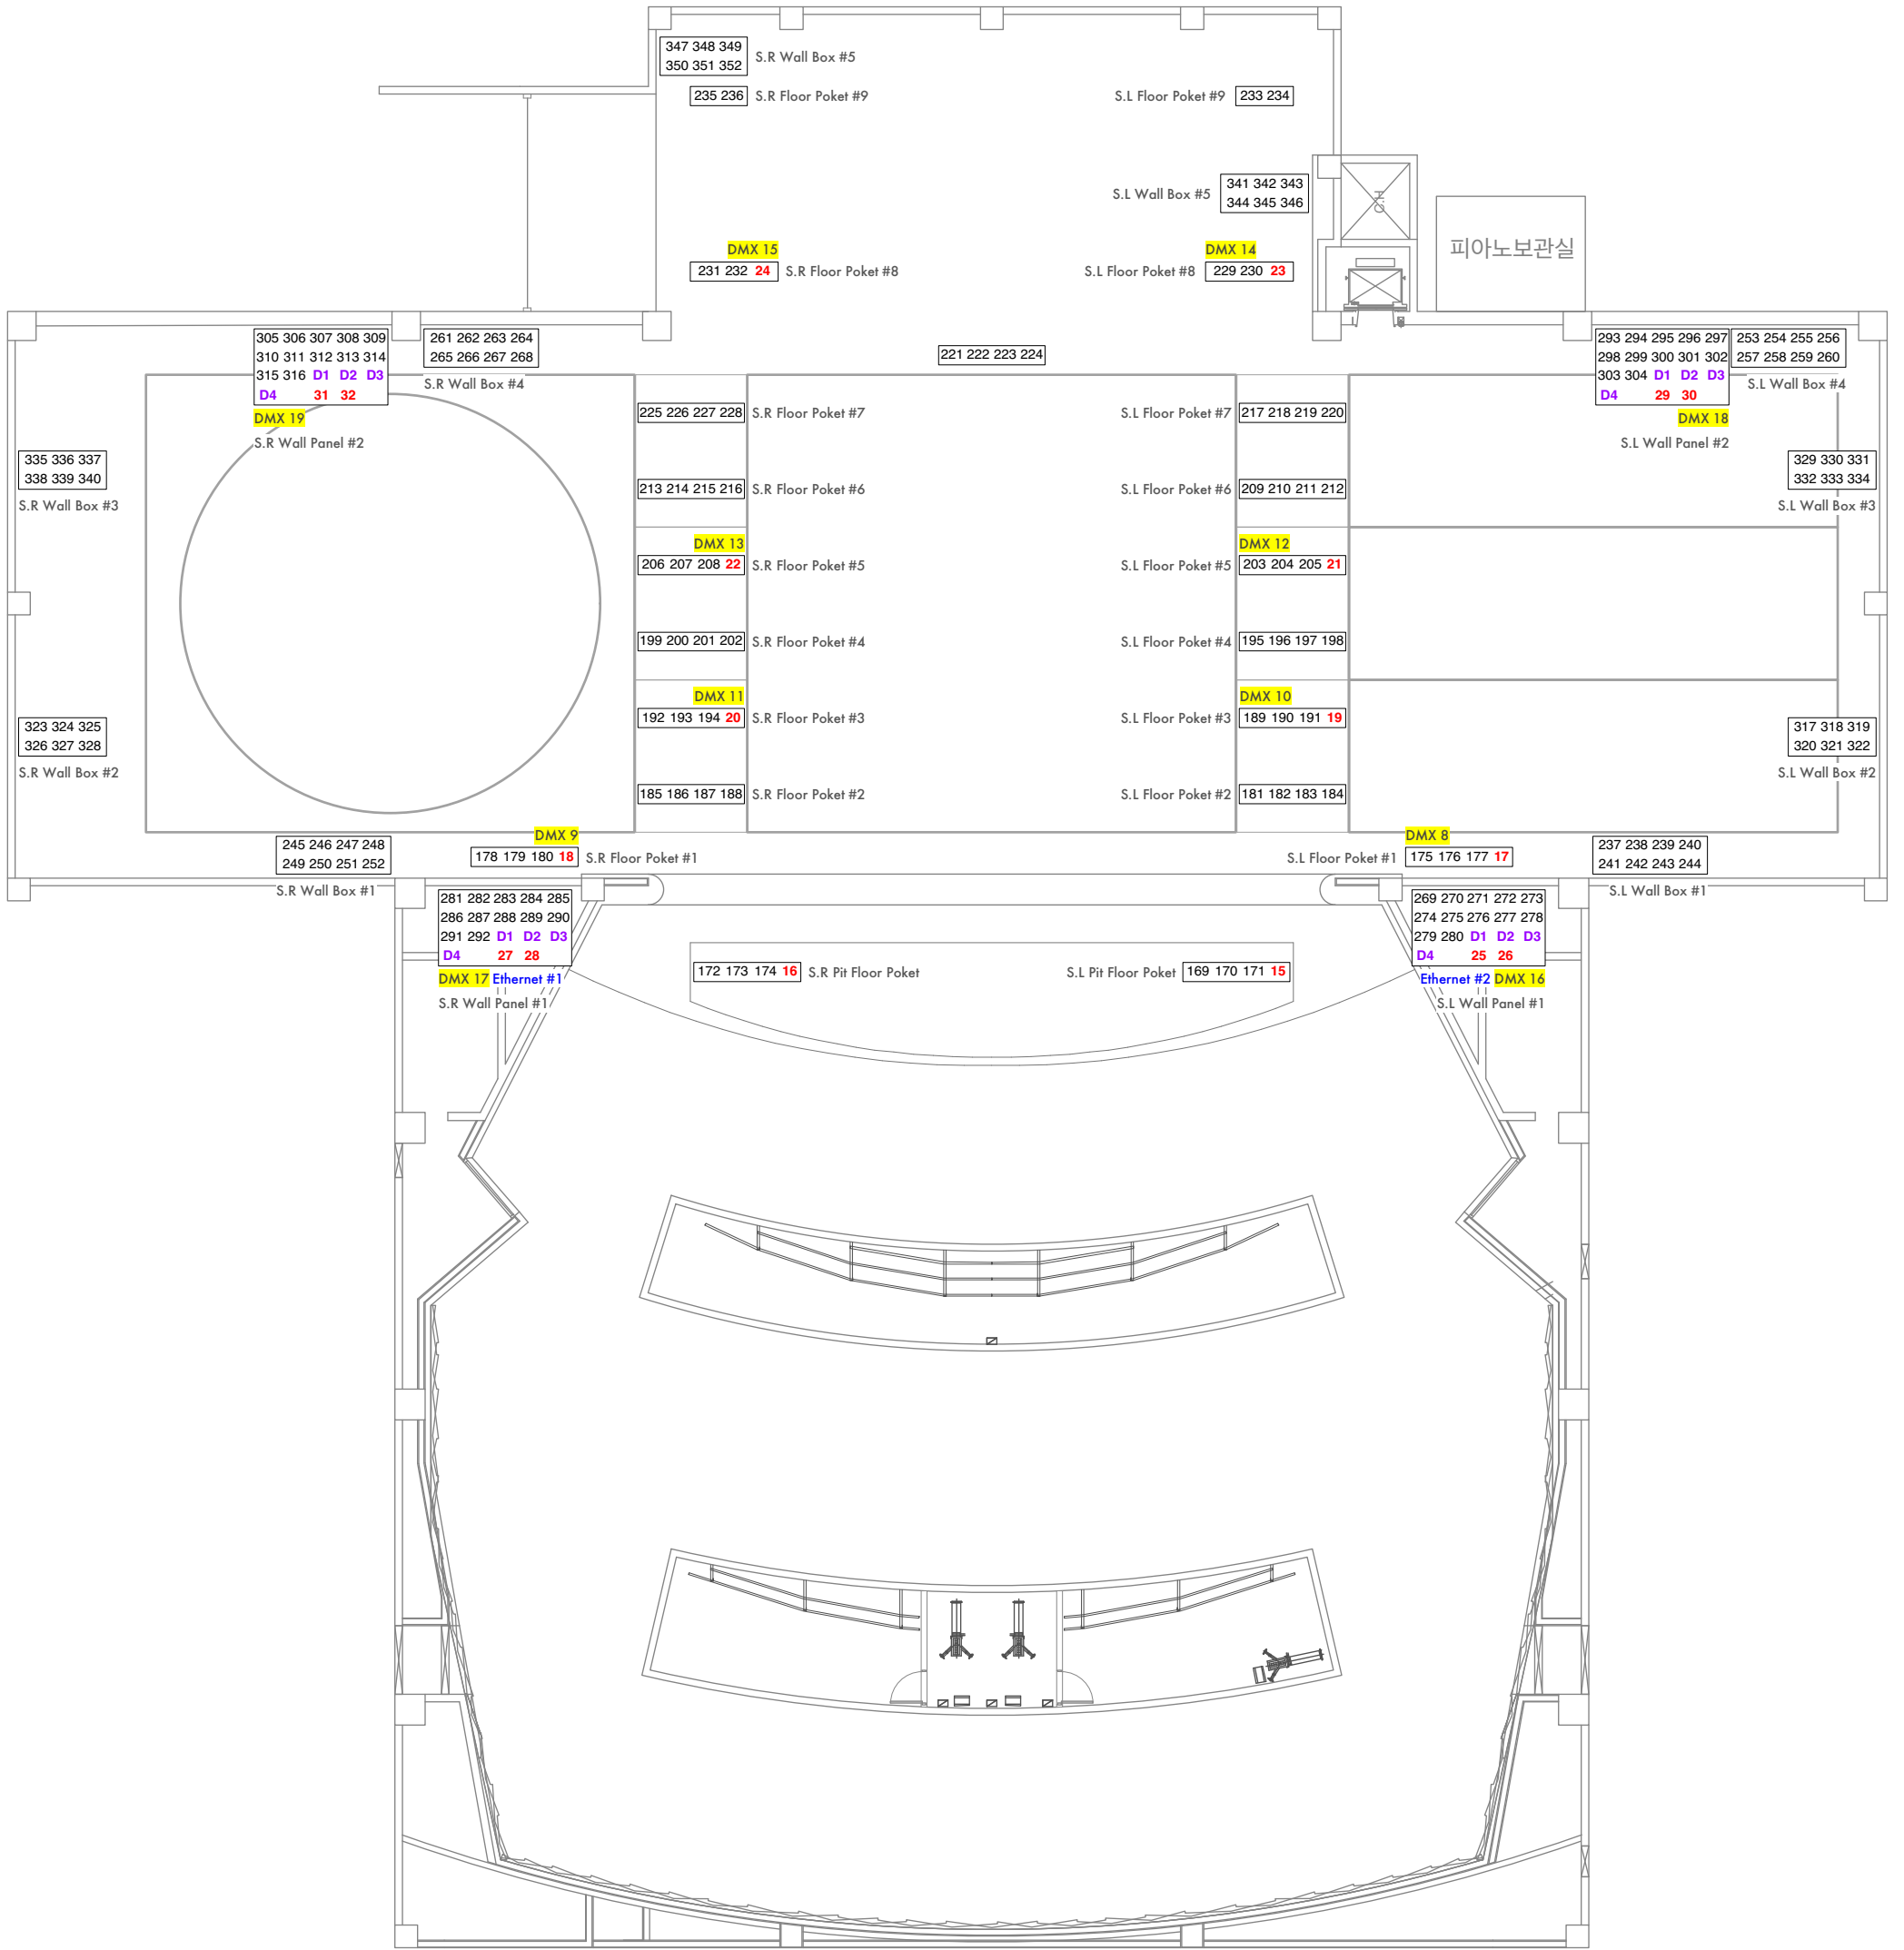 347 348 349
350 351 352
S.R Wall Box #5
235 236
S.R Floor Poket #9
S.L Floor Poket #9
233 234
S.L Wall Box #5
341 342 343
344 345 346
H.O
피아노보관실
DMX 15
231 232 24
S.R Floor Poket #8
DMX 14
S.L Floor Poket #8
229 230 23
305 306 307 308 309
310 311 312 313 314
315 316 D1 D2 D3
D4 31 32
DMX 19
S.R Wall Panel #2
261 262 263 264
265 266 267 268
S.R Wall Box #4
221 222 223 224
293 294 295 296 297
298 299 300 301 302
303 304 D1 D2 D3
D4 29 30
DMX 18
S.L Wall Panel #2
253 254 255 256
257 258 259 260
S.L Wall Box #4
225 226 227 228
S.R Floor Poket #7
S.L Floor Poket #7
217 218 219 220
335 336 337
338 339 340
S.R Wall Box #3
213 214 215 216
S.R Floor Poket #6
S.L Floor Poket #6
209 210 211 212
329 330 331
332 333 334
S.L Wall Box #3
DMX 13
206 207 208 22
S.R Floor Poket #5
DMX 12
S.L Floor Poket #5
203 204 205 21
199 200 201 202
S.R Floor Poket #4
S.L Floor Poket #4
195 196 197 198
DMX 11
192 193 194 20
S.R Floor Poket #3
DMX 10
S.L Floor Poket #3
189 190 191 19
323 324 325
326 327 328
S.R Wall Box #2
317 318 319
320 321 322
S.L Wall Box #2
185 186 187 188
S.R Floor Poket #2
S.L Floor Poket #2
181 182 183 184
245 246 247 248
249 250 251 252
S.R Wall Box #1
DMX 9
178 179 180 18
S.R Floor Poket #1
DMX 8
S.L Floor Poket #1
175 176 177 17
237 238 239 240
241 242 243 244
S.L Wall Box #1
281 282 283 284 285
286 287 288 289 290
291 292 D1 D2 D3
D4 27 28
DMX 17 Ethernet #1
S.R Wall Panel #1
172 173 174 16
S.R Pit Floor Poket
S.L Pit Floor Poket
169 170 171 15
269 270 271 272 273
274 275 276 277 278
279 280 D1 D2 D3
D4 25 26
Ethernet #2 DMX 16
S.L Wall Panel #1